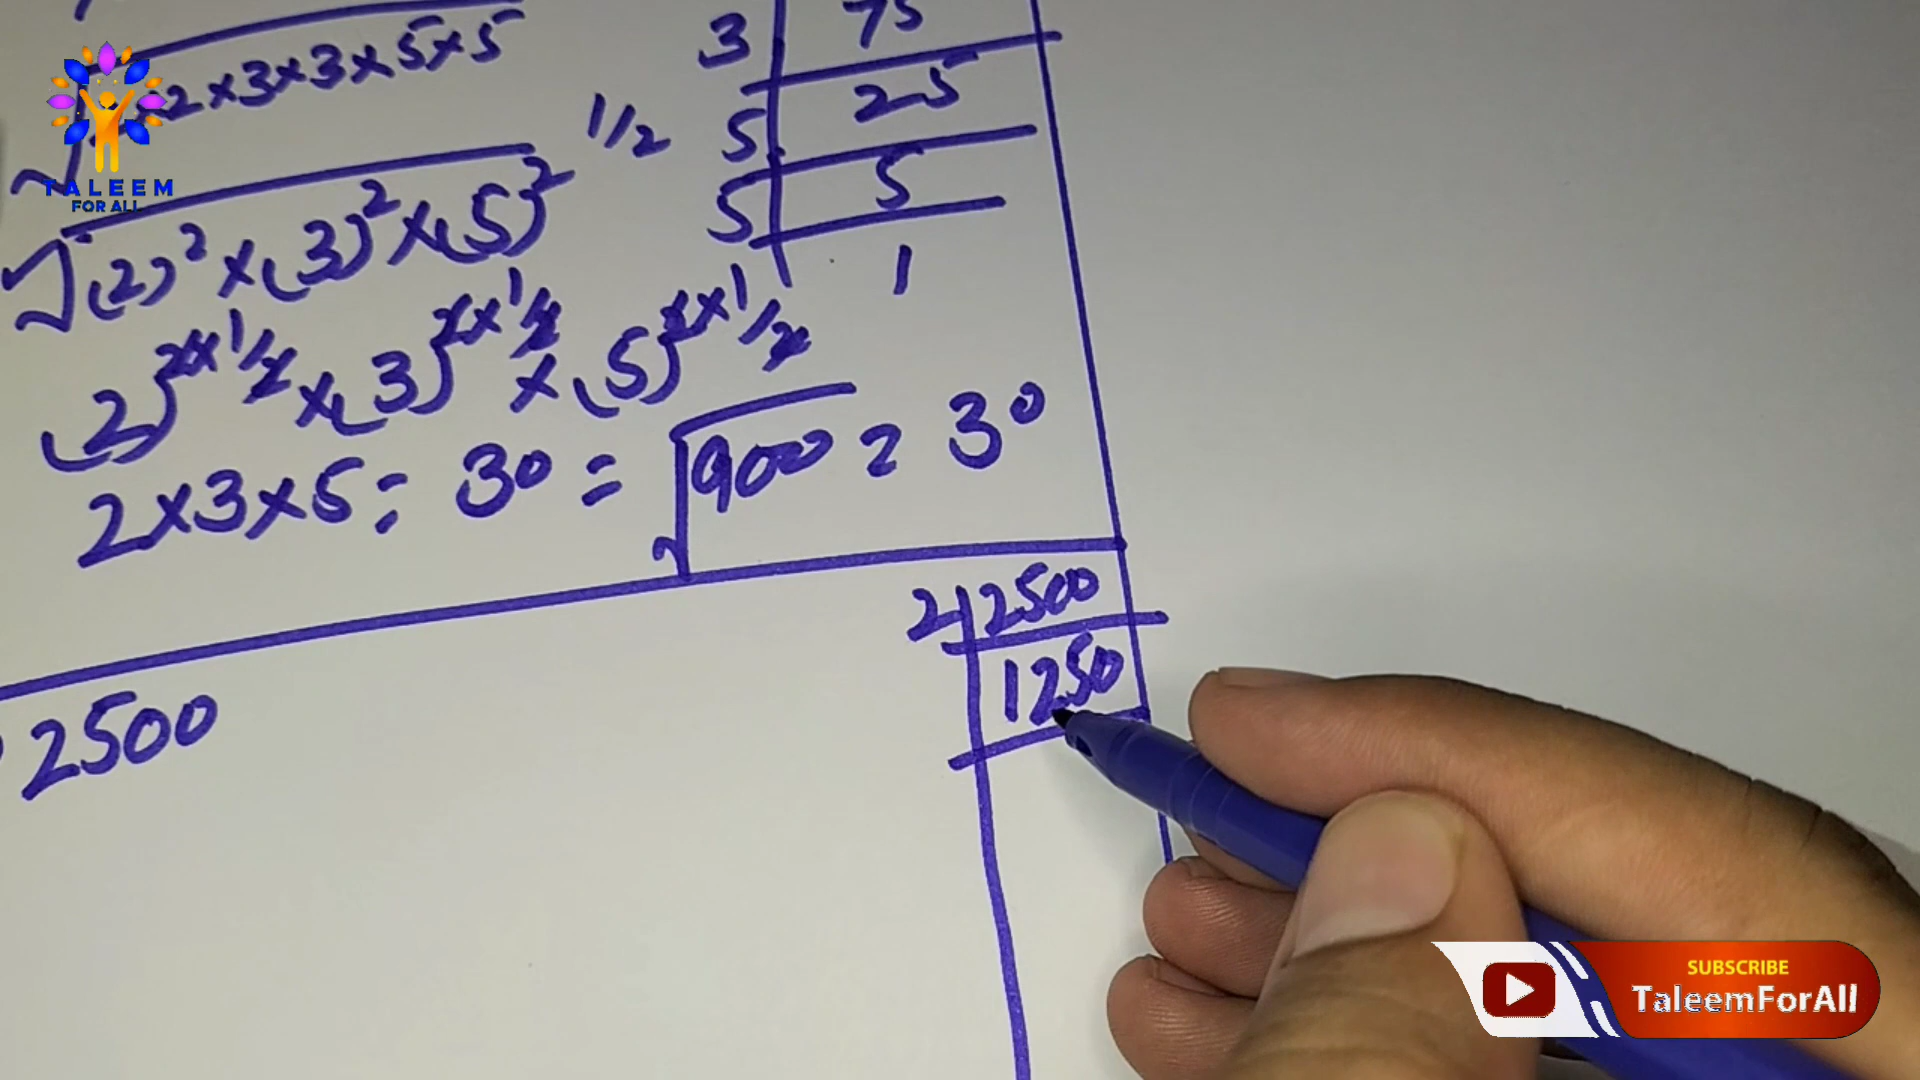 √2×2×3×3×5×5
√(2)²×(3)²×(5)² 1/2
(2)^2×1/2 ×(3)^2×1/2 ×(5)^2×1/2
2×3×5= 30 = √900 = 30
3 75
5 25
5 5
1
2500
2 2500
1250
TALEEM
FOR ALL
SUBSCRIBE
TaleemForAll